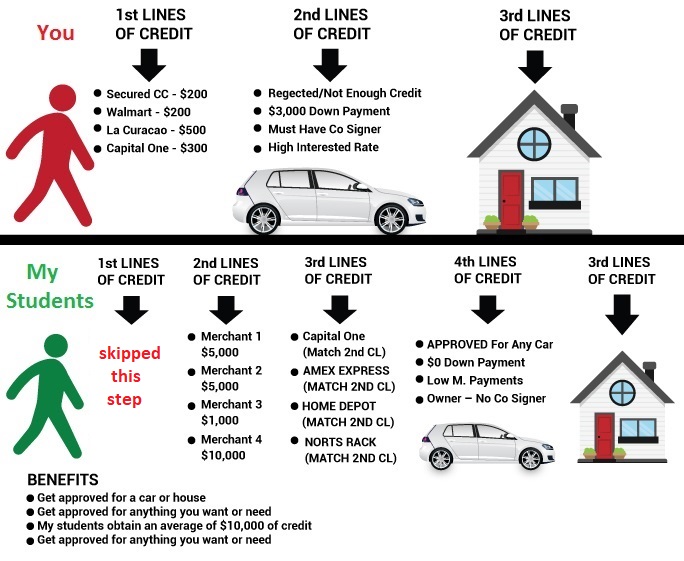 You
1st LINES
OF CREDIT
2nd LINES
OF CREDIT
3rd LINES
OF CREDIT
Secured CC - $200
Walmart - $200
La Curacao - $500
Capital One - $300
Regected/Not Enough Credit
$3,000 Down Payment
Must Have Co Signer
High Interested Rate
My
Students
1st LINES
OF CREDIT
2nd LINES
OF CREDIT
3rd LINES
OF CREDIT
4th LINES
OF CREDIT
3rd LINES
OF CREDIT
skipped
this
step
Merchant 1
$5,000
Merchant 2
$5,000
Merchant 3
$1,000
Merchant 4
$10,000
Capital One
(Match 2nd CL)
AMEX EXPRESS
(MATCH 2ND CL)
HOME DEPOT
(MATCH 2ND CL)
NORTS RACK
(MATCH 2ND CL)
APPROVED For Any Car
$0 Down Payment
Low M. Payments
Owner – No Co Signer
BENEFITS
Get approved for a car or house
Get approved for anything you want or need
My students obtain an average of $10,000 of credit
Get approved for anything you want or need